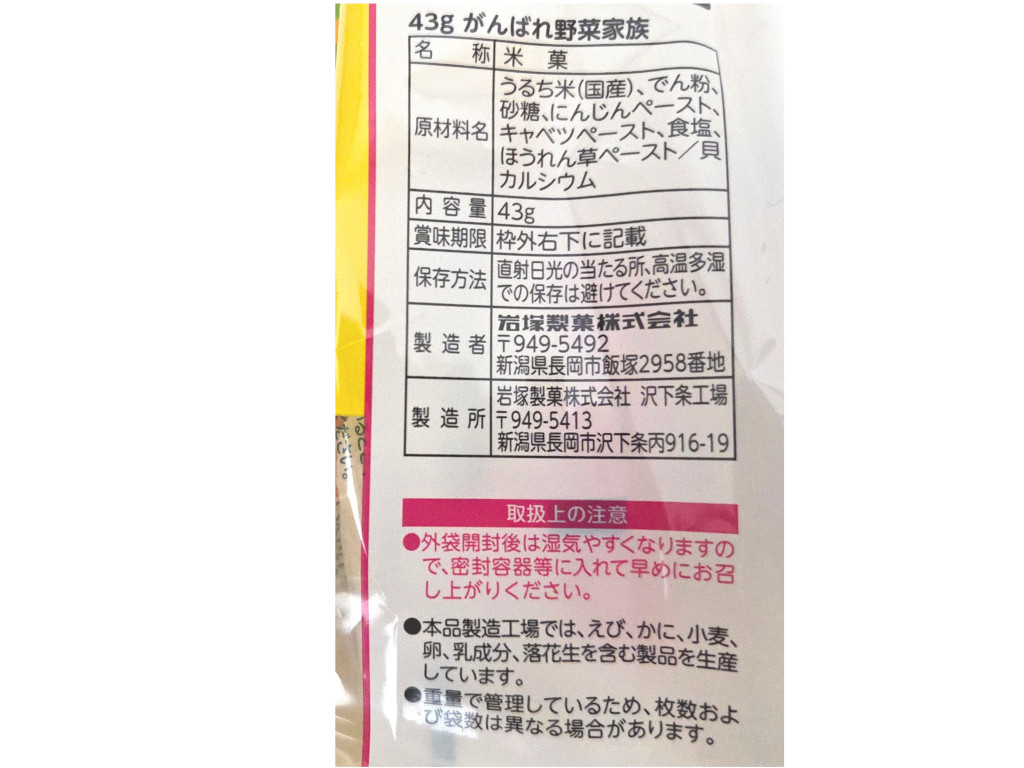 43g がんばれ野菜家族
名称 米菓
原材料名 うるち米(国産)、でん粉、
砂糖、にんじんペースト、
キャベツペースト、食塩、
ほうれん草ペースト/貝
カルシウム
内容量 43g
賞味期限 枠外右下に記載
保存方法 直射日光の当たる所、高温多湿
での保存は避けてください。
製造者 岩塚製菓株式会社
〒949-5492
新潟県長岡市飯塚2958番地
製造所 岩塚製菓株式会社 沢下条工場
〒949-5413
新潟県長岡市沢下条丙916-19
取扱上の注意
●外袋開封後は湿気やすくなりますの
で、密封容器等に入れて早めにお召
し上がりください。
●本品製造工場では、えび、かに、小麦、
卵、乳成分、落花生を含む製品を生産
しています。
●重量で管理しているため、枚数およ
び袋数は異なる場合があります。